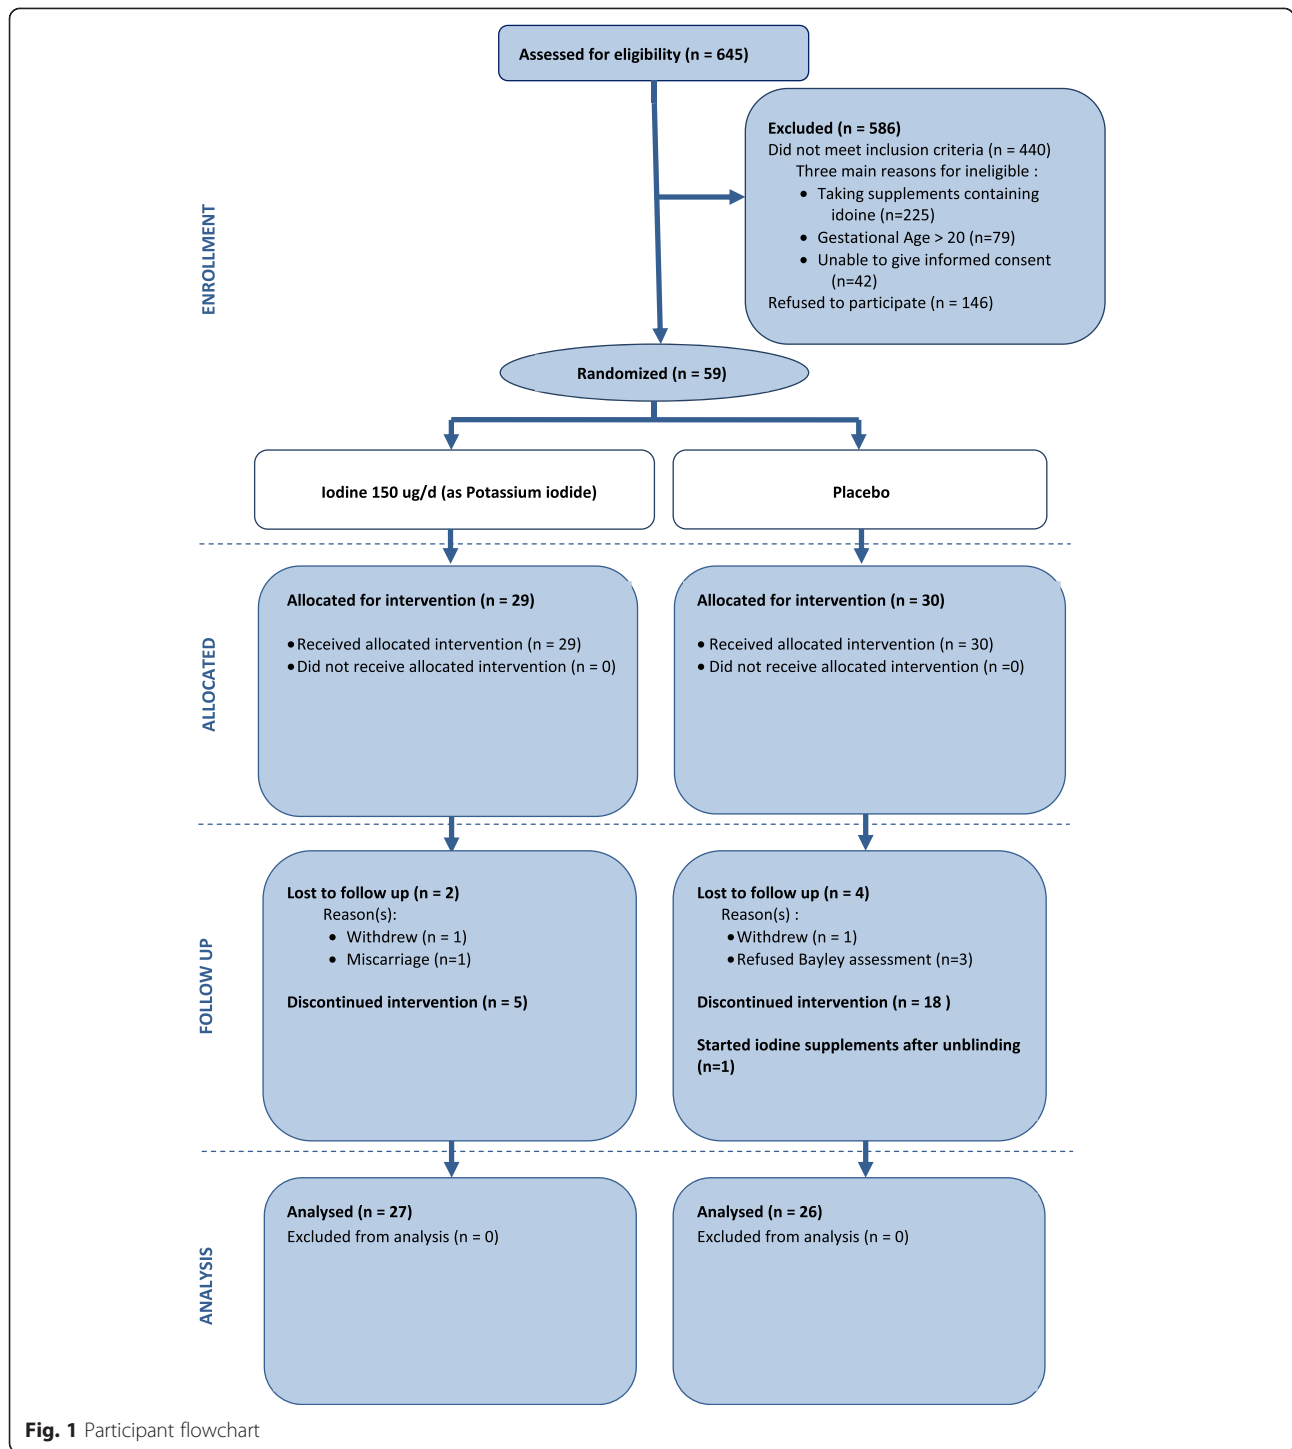 Assessed for eligibility (n = 645)
Excluded (n = 586)
Did not meet inclusion criteria (n = 440)
Three main reasons for ineligible :
• Taking supplements containing
idoine (n=225)
• Gestational Age > 20 (n=79)
• Unable to give informed consent
(n=42)
Refused to participate (n = 146)
ENROLLMENT
Randomized (n = 59)
Iodine 150 ug/d (as Potassium iodide)
Placebo
ALLOCATED
Allocated for intervention (n = 29)
• Received allocated intervention (n = 29)
• Did not receive allocated intervention (n = 0)
Allocated for intervention (n = 30)
• Received allocated intervention (n = 30)
• Did not receive allocated intervention (n =0)
FOLLOW UP
Lost to follow up (n = 2)
Reason(s):
• Withdrew (n = 1)
• Miscarriage (n=1)
Discontinued intervention (n = 5)
Lost to follow up (n = 4)
Reason(s) :
• Withdrew (n = 1)
• Refused Bayley assessment (n=3)
Discontinued intervention (n = 18 )
Started iodine supplements after unblinding
(n=1)
ANALYSIS
Analysed (n = 27)
Excluded from analysis (n = 0)
Analysed (n = 26)
Excluded from analysis (n = 0)
Fig. 1 Participant flowchart